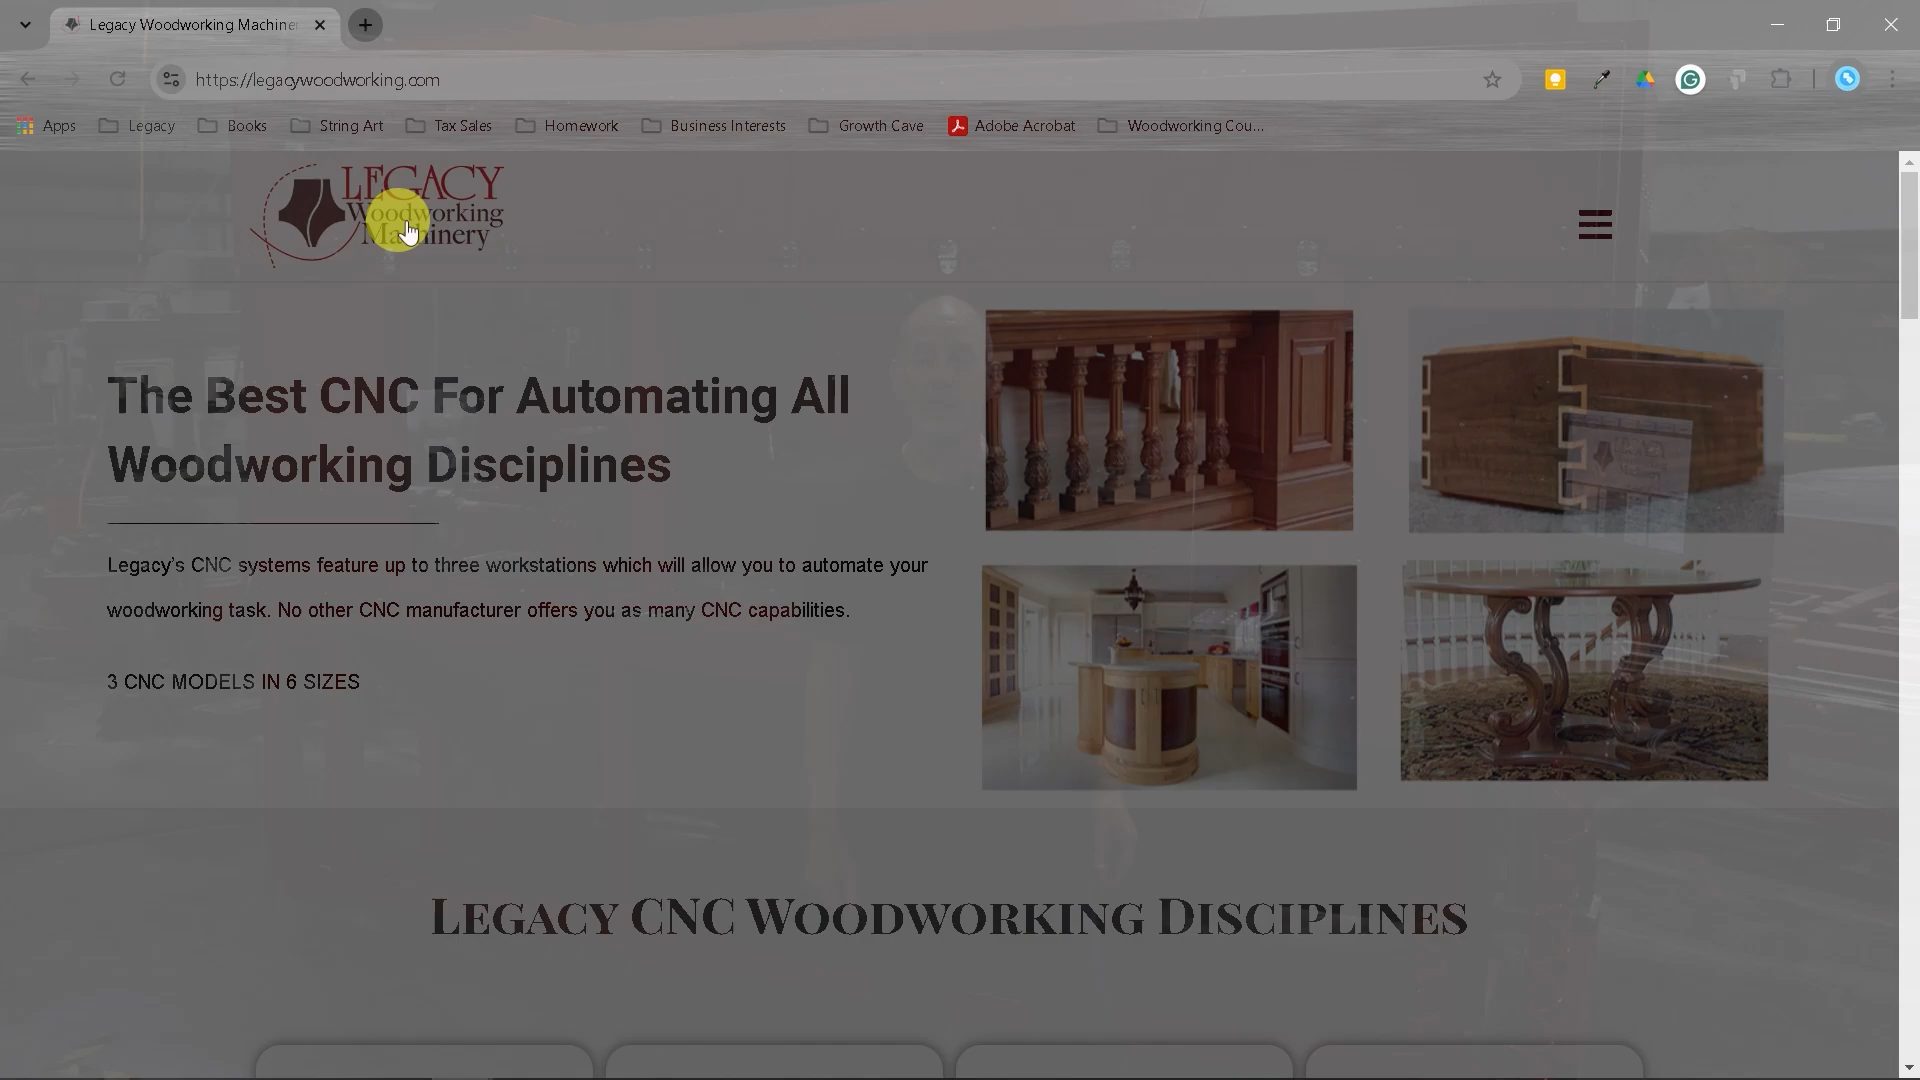 Legacy Woodworking Machiner
https://legacywoodworking.com
Apps Legacy Books String Art Tax Sales Homework Business Interests Growth Cave Adobe Acrobat Woodworking Cou...
LEGACY
Woodworking
Machinery
The Best CNC For Automating All
Woodworking Disciplines
Legacy's CNC systems feature up to three workstations which will allow you to automate your
woodworking task. No other CNC manufacturer offers you as many CNC capabilities.
3 CNC MODELS IN 6 SIZES
LEGACY CNC WOODWORKING DISCIPLINES
LEGACY